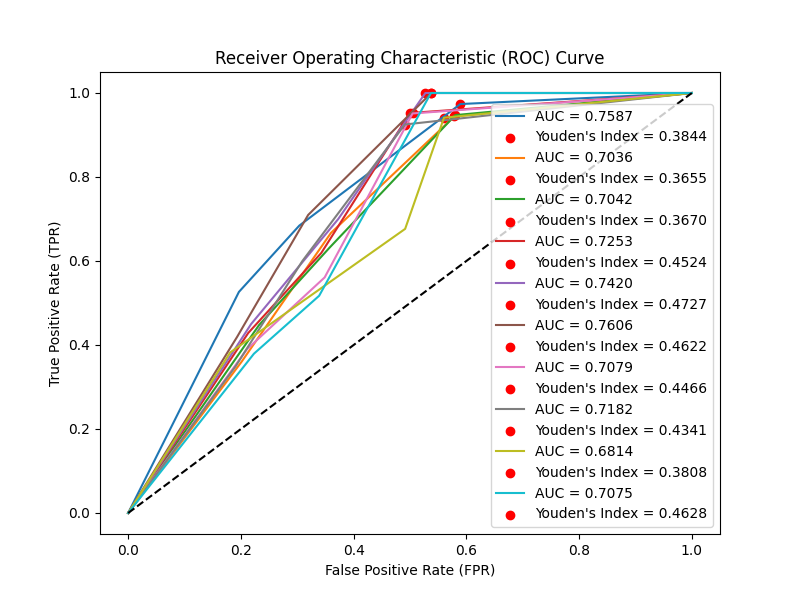 Receiver Operating Characteristic (ROC) Curve
True Positive Rate (TPR)
1.0
0.8
0.6
0.4
0.2
0.0
AUC = 0.7587
Youden's Index = 0.3844
AUC = 0.7036
Youden's Index = 0.3655
AUC = 0.7042
Youden's Index = 0.3670
AUC = 0.7253
Youden's Index = 0.4524
AUC = 0.7420
Youden's Index = 0.4727
AUC = 0.7606
Youden's Index = 0.4622
AUC = 0.7079
Youden's Index = 0.4466
AUC = 0.7182
Youden's Index = 0.4341
AUC = 0.6814
Youden's Index = 0.3808
AUC = 0.7075
Youden's Index = 0.4628
0.0 0.2 0.4 0.6 0.8 1.0
False Positive Rate (FPR)